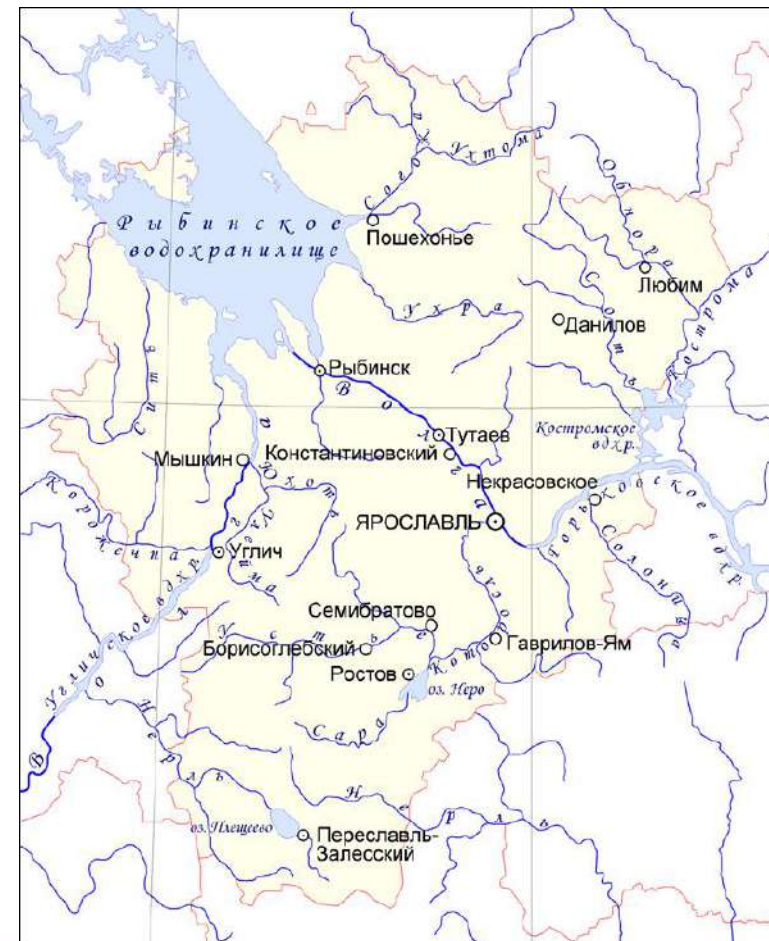 Ухтома
Согожа
Рыбинское
водохранилище
Пошехонье
Обнора
Любим
Соть
Кострома
Ухра
Данилов
Рыбинск
Сить
Волга
Тутаев
Константиновский
Костромское
вдхр.
Мышкин
Юхоть
Некрасовское
Корожечна
Улейма
ЯРОСЛАВЛЬ
Горьковское вдхр.
Углич
Солоница
Угличское вдхр.
Семибратово
Которосль
Устье
Борисоглебский
Гаврилов-Ям
Ростов
оз. Неро
Сара
Волга
Нерль
Нерль
оз. Плещеево
Переславль-
Залесский